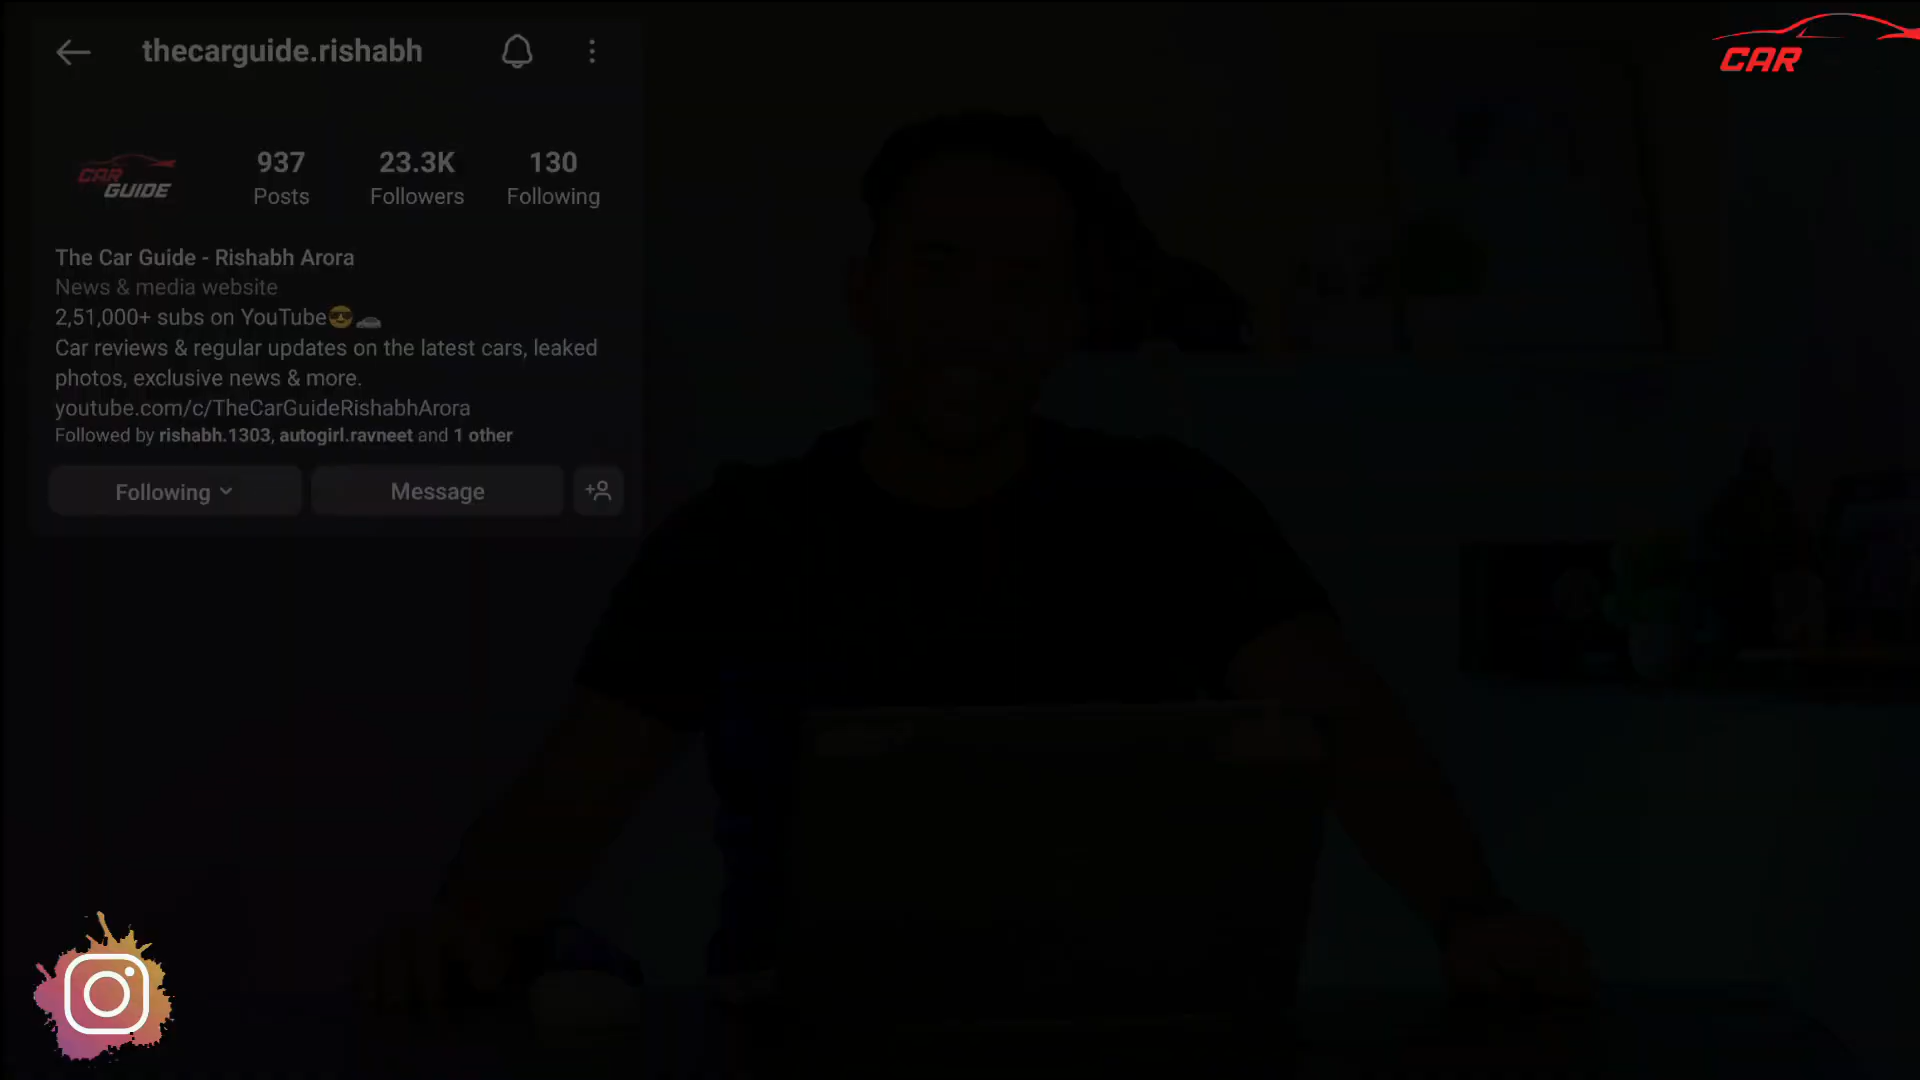 thecarguide.rishabh
CAR
CAR
GUIDE
937
23.3K
130
Posts
Followers
Following
The Car Guide - Rishabh Arora
News & media website
2,51,000+ subs on YouTube😎🚗
Car reviews & regular updates on the latest cars, leaked
photos, exclusive news & more.
youtube.com/c/TheCarGuideRishabhArora
Followed by rishabh.1303, autogirl.ravneet and 1 other
Following
Message